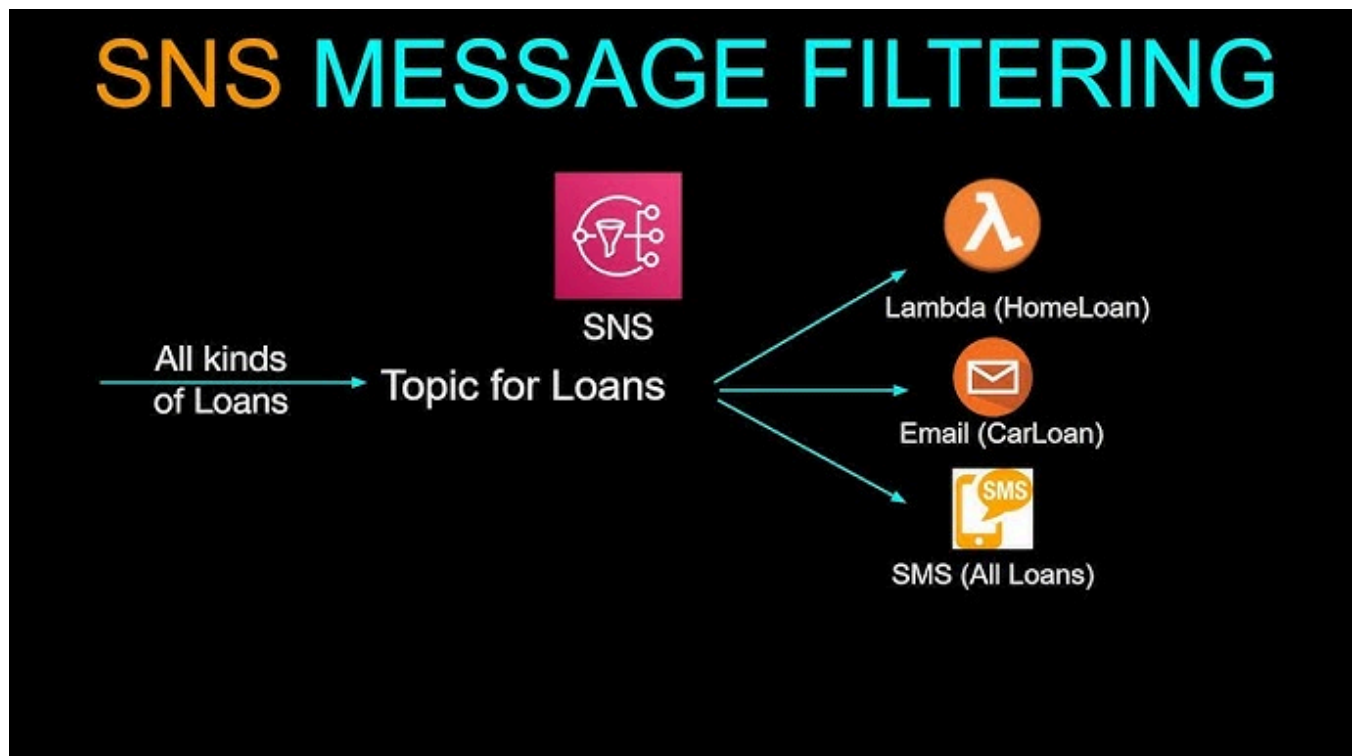 SNS MESSAGE FILTERING
SNS
All kinds
of Loans
Topic for Loans
Lambda (HomeLoan)
Email (CarLoan)
SMS
SMS (All Loans)